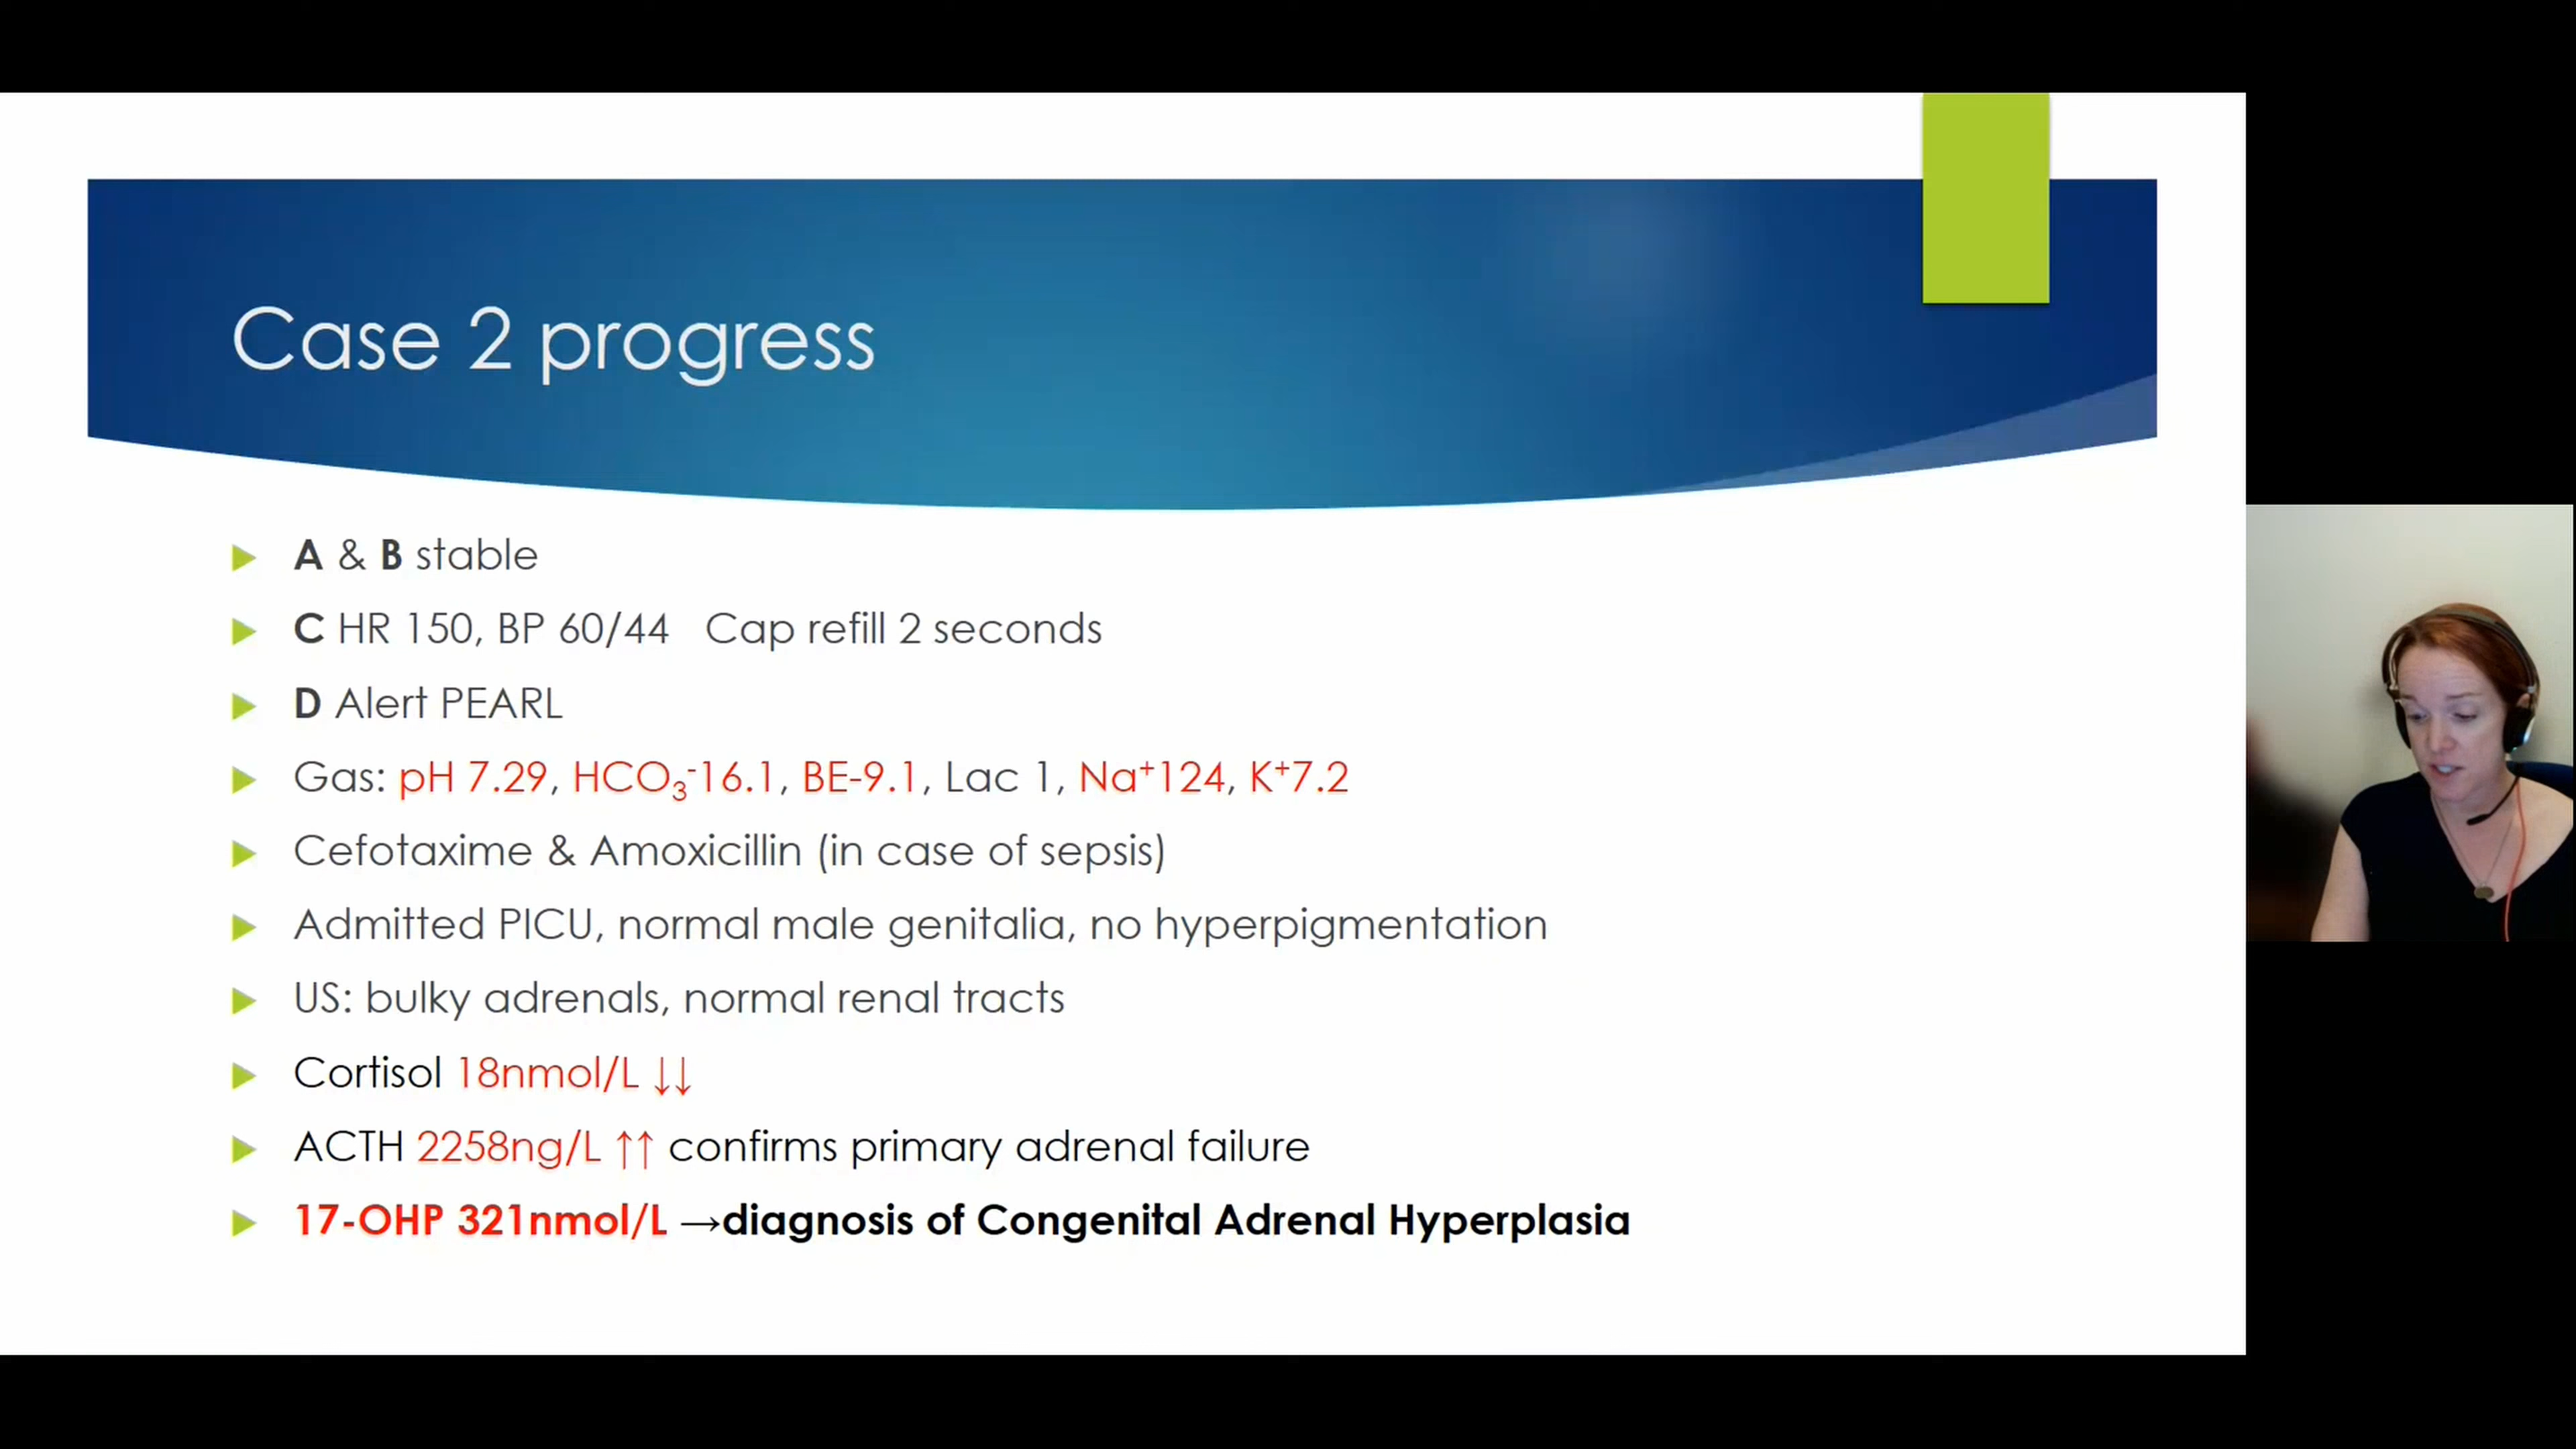 Case 2 progress
A & B stable
C HR 150, BP 60/44 Cap refill 2 seconds
D Alert PEARL
Gas: pH 7.29, HCO₃⁻16.1, BE-9.1, Lac 1, Na⁺124, K⁺7.2
Cefotaxime & Amoxicillin (in case of sepsis)
Admitted PICU, normal male genitalia, no hyperpigmentation
US: bulky adrenals, normal renal tracts
Cortisol 18nmol/L ↓↓
ACTH 2258ng/L ↑↑ confirms primary adrenal failure
17-OHP 321nmol/L →diagnosis of Congenital Adrenal Hyperplasia